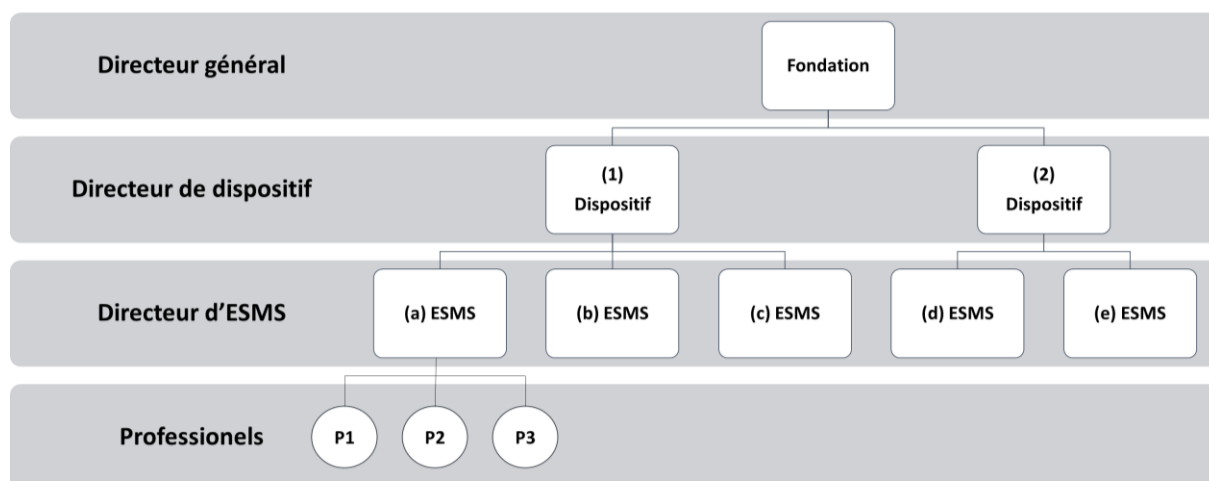 Directeur général
Fondation
Directeur de dispositif
(1)
Dispositif
(2)
Dispositif
Directeur d’ESMS
(a) ESMS
(b) ESMS
(c) ESMS
(d) ESMS
(e) ESMS
Professionels
P1
P2
P3